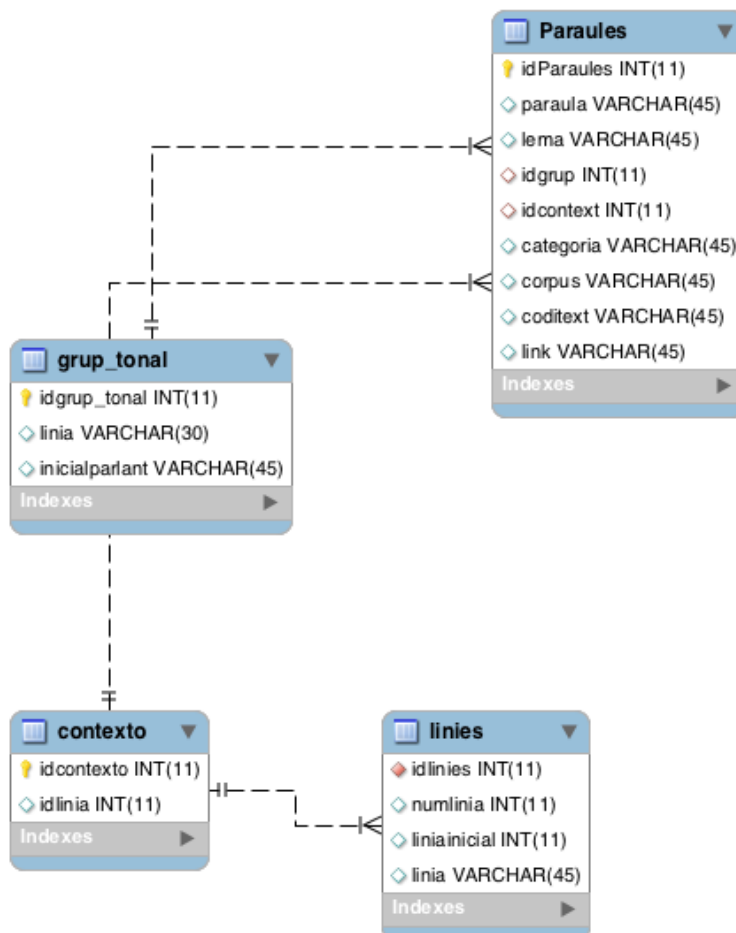 Paraules
idParaules INT(11)
paraula VARCHAR(45)
lema VARCHAR(45)
idgrup INT(11)
idcontext INT(11)
categoria VARCHAR(45)
corpus VARCHAR(45)
coditext VARCHAR(45)
link VARCHAR(45)
Indexes
grup_tonal
idgrup_tonal INT(11)
linia VARCHAR(30)
inicialparlant VARCHAR(45)
Indexes
contexto
idcontexto INT(11)
idlinia INT(11)
Indexes
linies
idlinies INT(11)
numlinia INT(11)
liniainicial INT(11)
linia VARCHAR(45)
Indexes